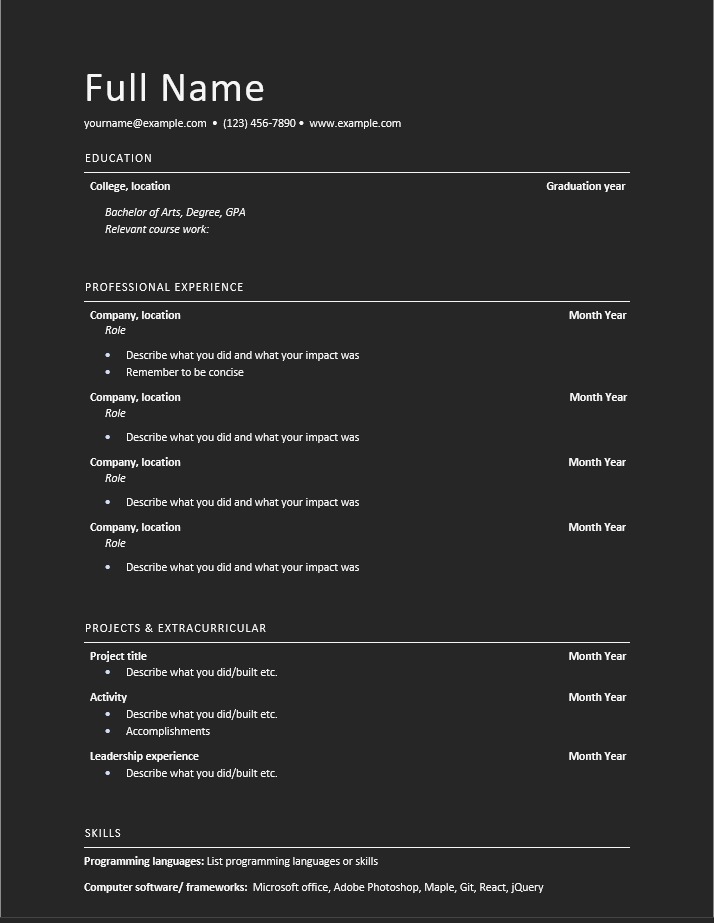 Full Name
yourname@example.com • (123) 456-7890 • www.example.com
EDUCATION
College, location Graduation year
Bachelor of Arts, Degree, GPA
Relevant course work:
PROFESSIONAL EXPERIENCE
Company, location Month Year
Role
• Describe what you did and what your impact was
• Remember to be concise
Company, location Month Year
Role
• Describe what you did and what your impact was
Company, location Month Year
Role
• Describe what you did and what your impact was
Company, location Month Year
Role
• Describe what you did and what your impact was
PROJECTS & EXTRACURRICULAR
Project title Month Year
• Describe what you did/built etc.
Activity Month Year
• Describe what you did/built etc.
• Accomplishments
Leadership experience Month Year
• Describe what you did/built etc.
SKILLS
Programming languages: List programming languages or skills
Computer software/ frameworks: Microsoft office, Adobe Photoshop, Maple, Git, React, jQuery